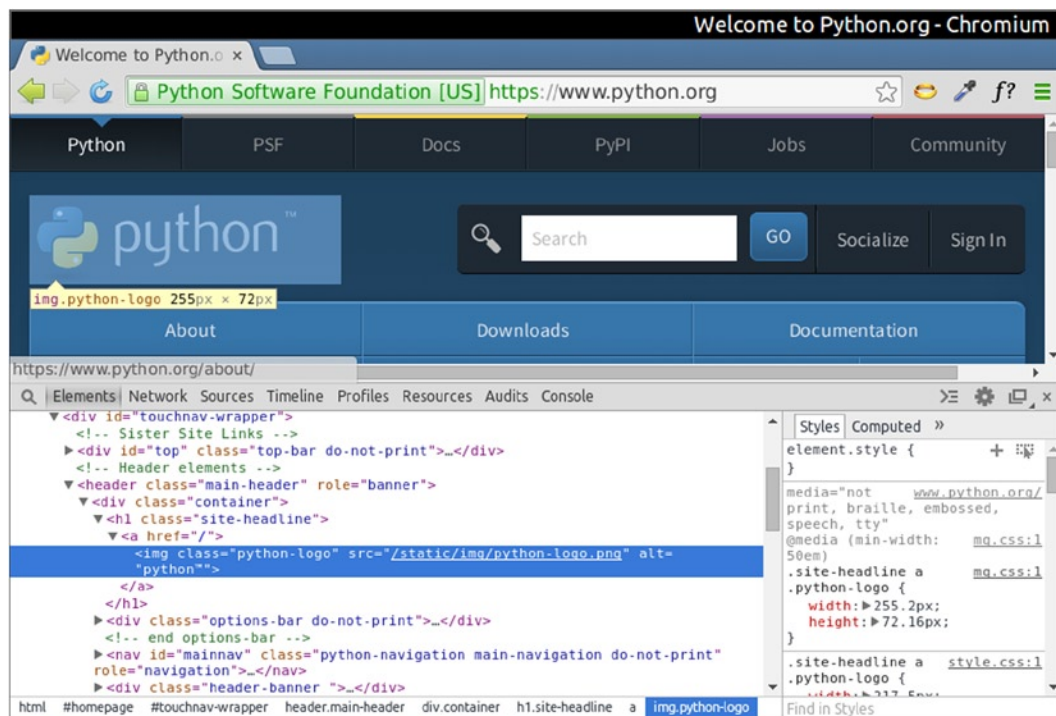 Welcome to Python.org - Chromium
Welcome to Python.o ×
Python Software Foundation [US] https://www.python.org f?
Python PSF Docs PyPI Jobs Community
python™
Search GO Socialize Sign In
img.python-logo 255px × 72px
About Downloads Documentation
https://www.python.org/about/
Elements Network Sources Timeline Profiles Resources Audits Console
▼<div id="touchnav-wrapper">
<!-- Sister Site Links -->
▶<div id="top" class="top-bar do-not-print">…</div>
<!-- Header elements -->
▼<header class="main-header" role="banner">
▼<div class="container">
▼<h1 class="site-headline">
▼<a href="/">
<img class="python-logo" src="/static/img/python-logo.png" alt=
"python™">
</a>
</h1>
▶<div class="options-bar do-not-print">…</div>
<!-- end options-bar -->
▶<nav id="mainnav" class="python-navigation main-navigation do-not-print"
role="navigation">…</nav>
▶<div class="header-banner ">…</div>
html #homepage #touchnav-wrapper header.main-header div.container h1.site-headline a img.python-logo
Styles Computed »
element.style {
}
media="not www.python.org/
print, braille, embossed,
speech, tty"
@media (min-width: mq.css:1
50em)
.site-headline a mq.css:1
.python-logo {
width:▶255.2px;
height:▶72.16px;
}
.site-headline a style.css:1
.python-logo {
width:▶217.5px;
Find in Styles